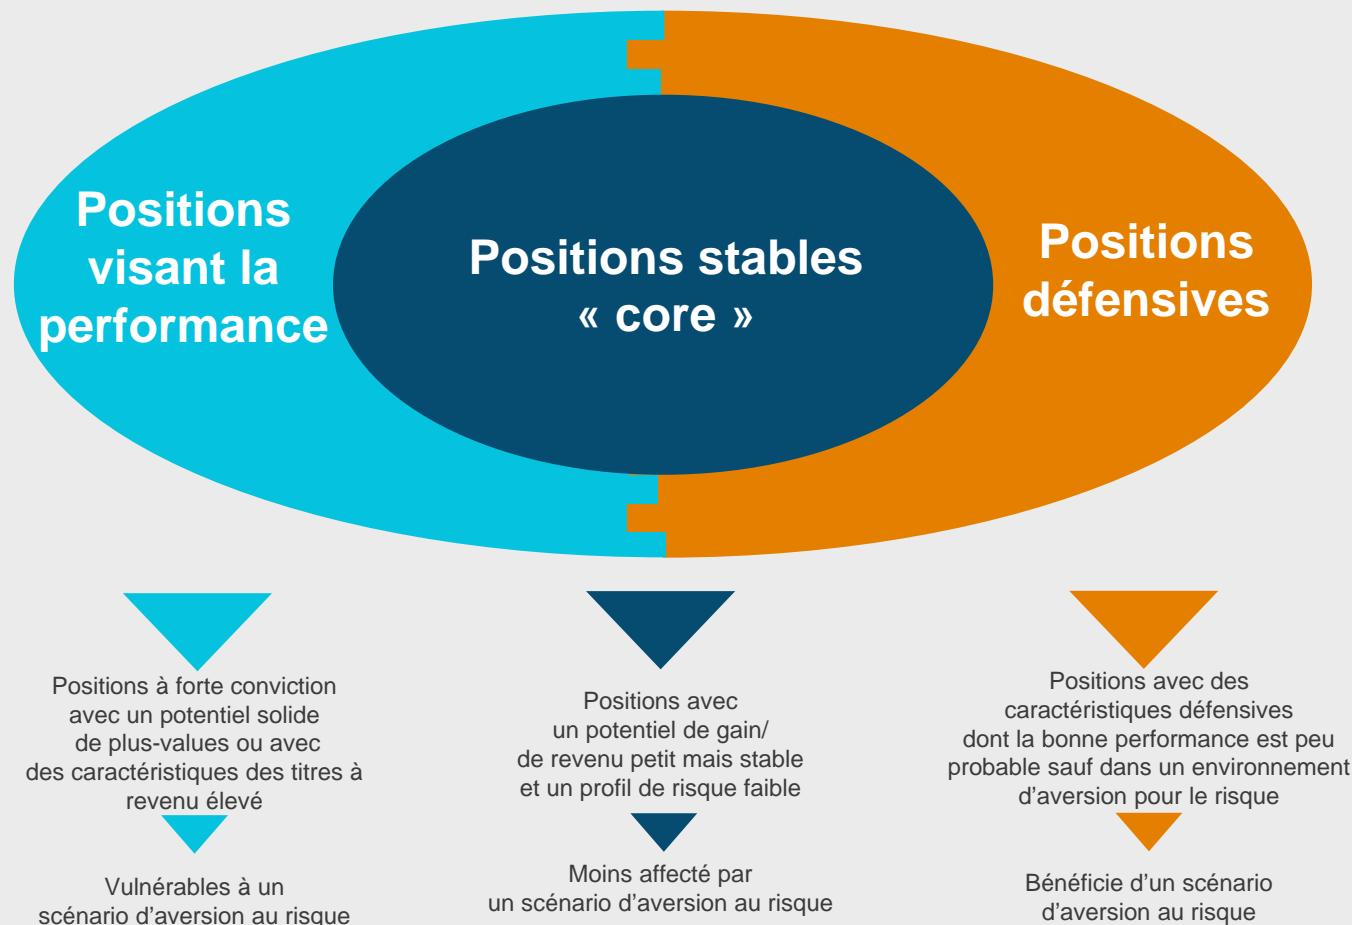 Positions
visant la
performance
Positions stables
« core »
Positions
défensives
Positions à forte conviction
avec un potentiel solide
de plus-values ou avec
des caractéristiques des titres à
revenu élevé
Vulnérables à un
scénario d'aversion au risque
Positions avec
un potentiel de gain/
de revenu petit mais stable
et un profil de risque faible
Moins affecté par
un scénario d'aversion au risque
Positions avec des
caractéristiques défensives
dont la bonne performance est peu
probable sauf dans un environnement
d'aversion pour le risque
Bénéficie d'un scénario
d'aversion au risque